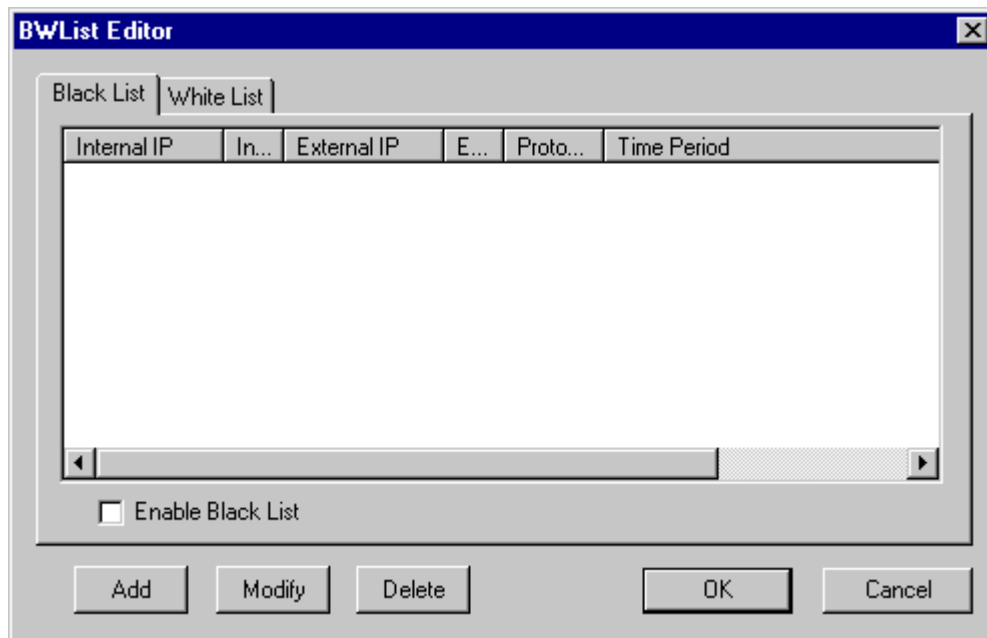 BWList Editor
Black List White List
Internal IP In... External IP E... Proto... Time Period
Enable Black List
Add Modify Delete OK Cancel